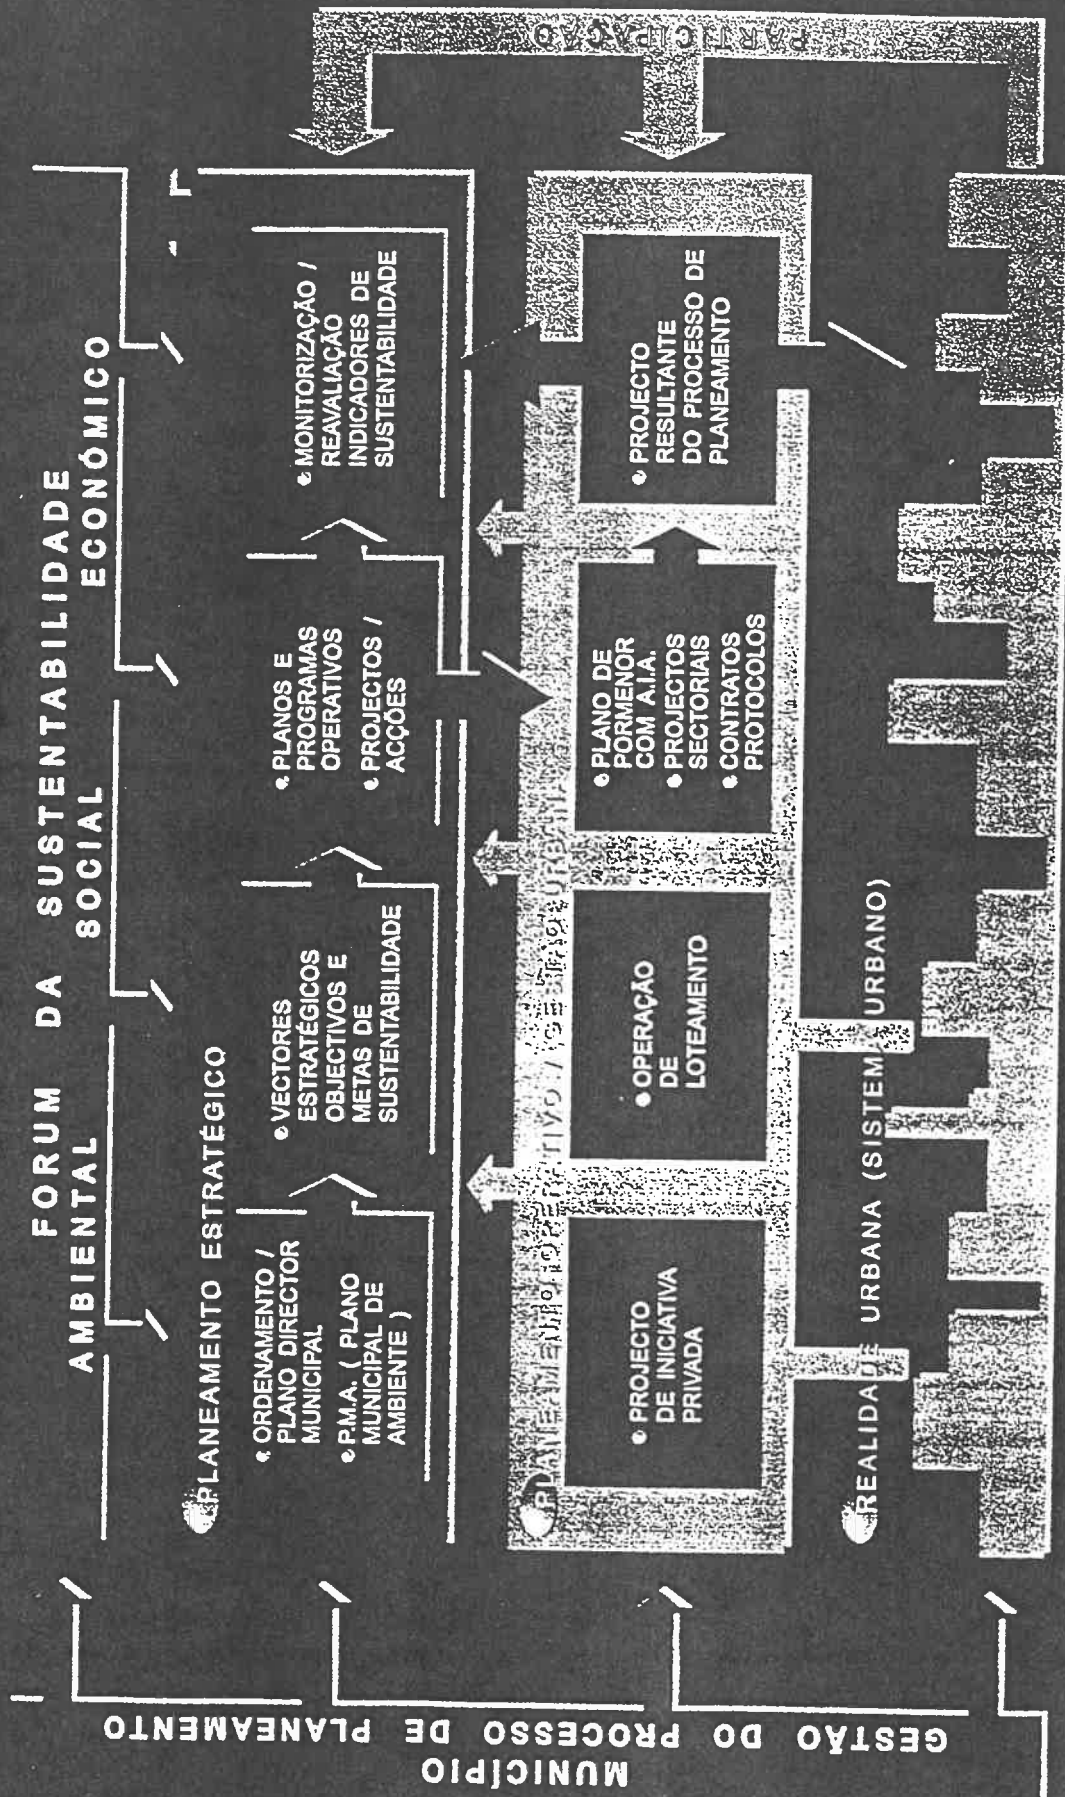 FORUM DA SUSTENTABILIDADE
AMBIENTAL SOCIAL ECONÓMICO
PLANEAMENTO ESTRATÉGICO
ORDENAMENTO /
PLANO DIRECTOR
MUNICIPAL
P.M.A. ( PLANO
MUNICIPAL DE
AMBIENTE )
VECTORES
ESTRATÉGICOS
OBJECTIVOS E
METAS DE
SUSTENTABILIDADE
PLANOS E
PROGRAMAS
OPERATIVOS
PROJECTOS /
ACÇÕES
MONITORIZAÇÃO /
REAVALIAÇÃO
INDICADORES DE
SUSTENTABILIDADE
PROJECTO
DE INICIATIVA
PRIVADA
OPERAÇÃO
DE
LOTEAMENTO
PLANO DE
PORMENOR
COM A.I.A.
PROJECTOS
SECTORIAIS
CONTRATOS
PROTOCOLOS
PROJECTO
RESULTANTE
DO PROCESSO DE
PLANEAMENTO
REALIDADE URBANA (SISTEMA URBANO)
MUNICÍPIO
GESTÃO DO PROCESSO DE PLANEAMENTO
PARTICIPAÇÃO